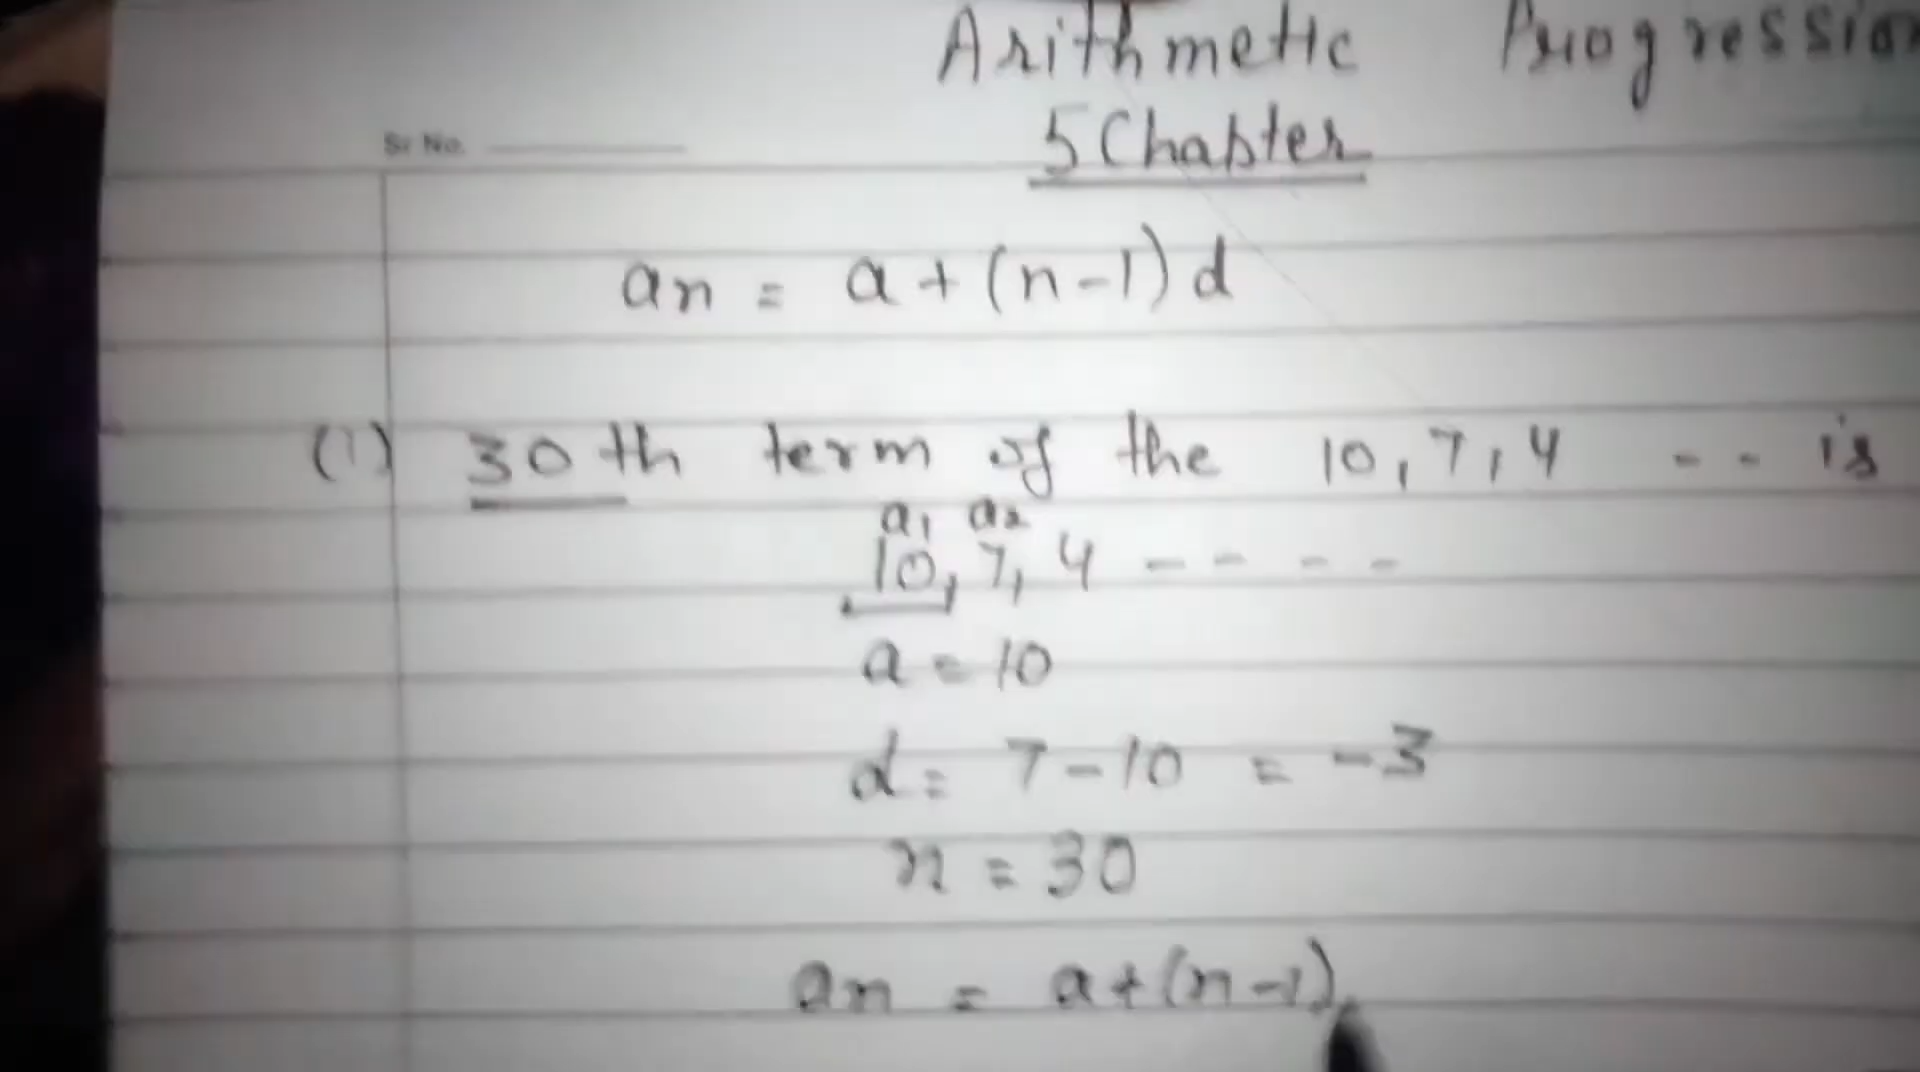 Arithmetic Progression
5 Chapter
Sr No.
an = a + (n-1) d
(1) 30th term of the 10, 7, 4 - - is
a1 a2
10, 7, 4 - - - -
a = 10
d = 7 - 10 = -3
n = 30
an = a + (n-1)